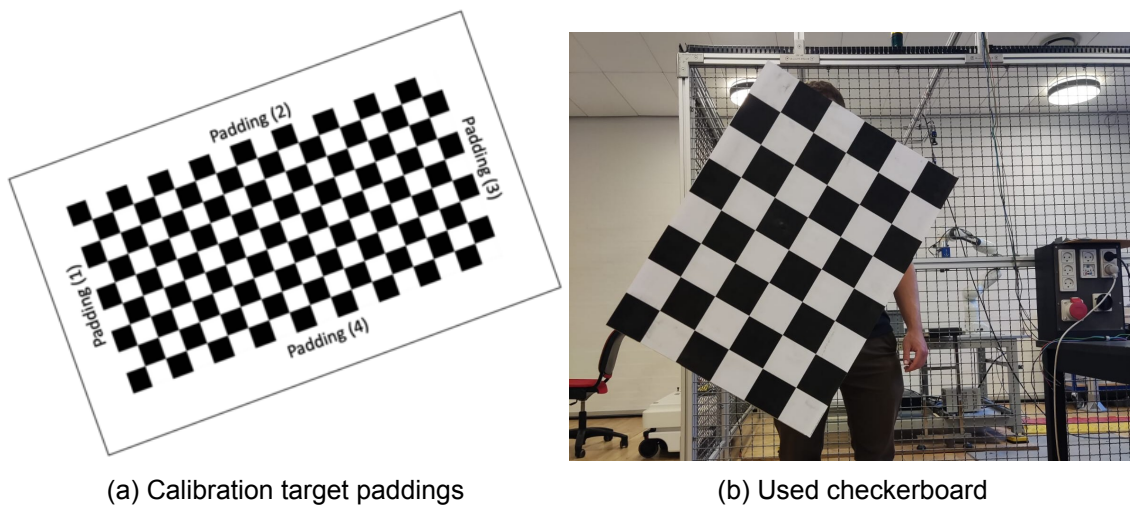 Padding (2)
Padding (3)
Padding (1)
Padding (4)
(a) Calibration target paddings
(b) Used checkerboard